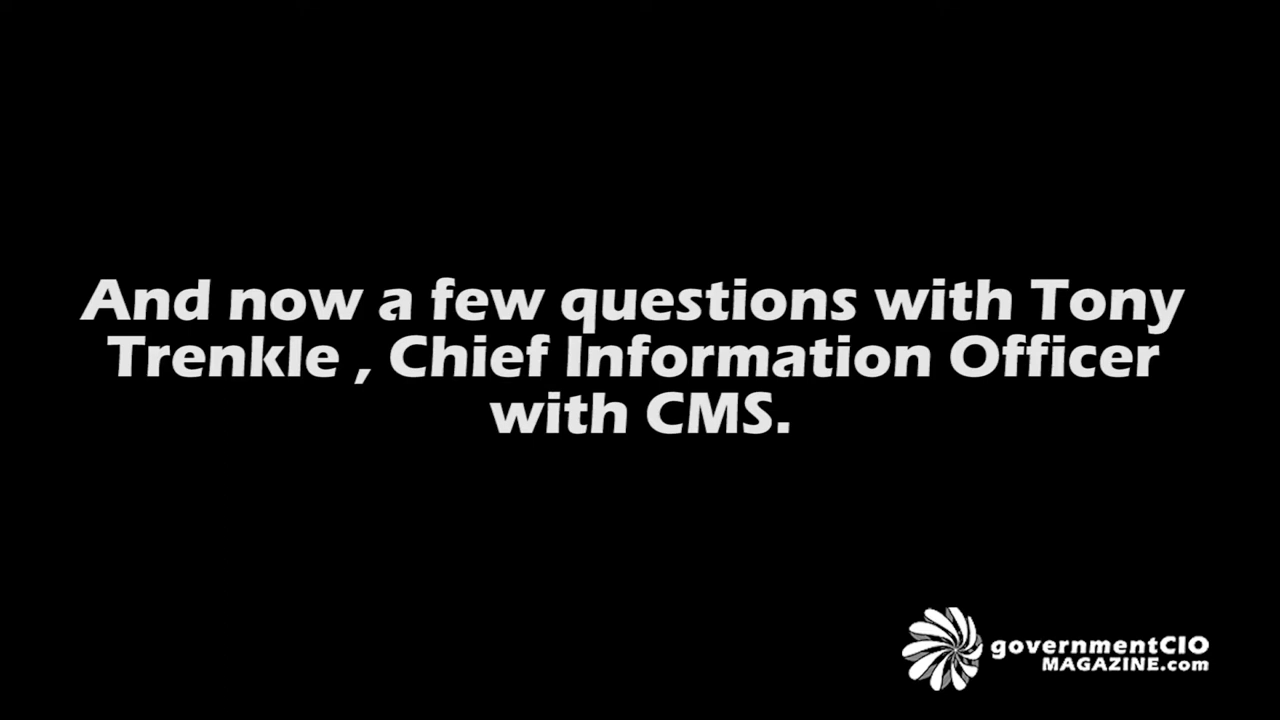 And now a few questions with Tony
Trenkle , Chief Information Officer
with CMS.
governmentCIO
MAGAZINE.com